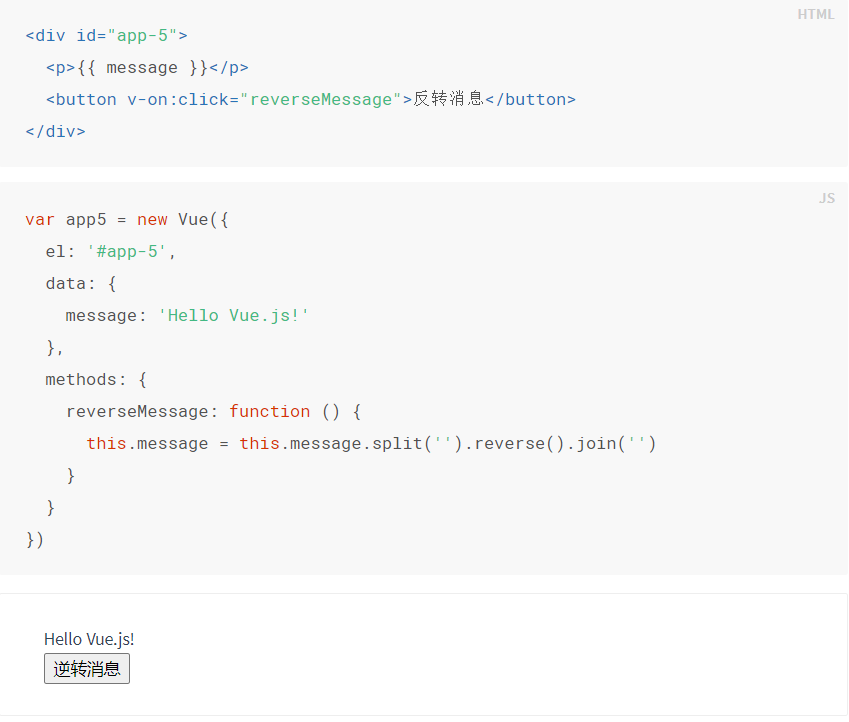 HTML
<div id="app-5">
  <p>{{ message }}</p>
  <button v-on:click="reverseMessage">反转消息</button>
</div>
JS
var app5 = new Vue({
  el: '#app-5',
  data: {
    message: 'Hello Vue.js!'
  },
  methods: {
    reverseMessage: function () {
      this.message = this.message.split('').reverse().join('')
    }
  }
})
Hello Vue.js!
逆转消息